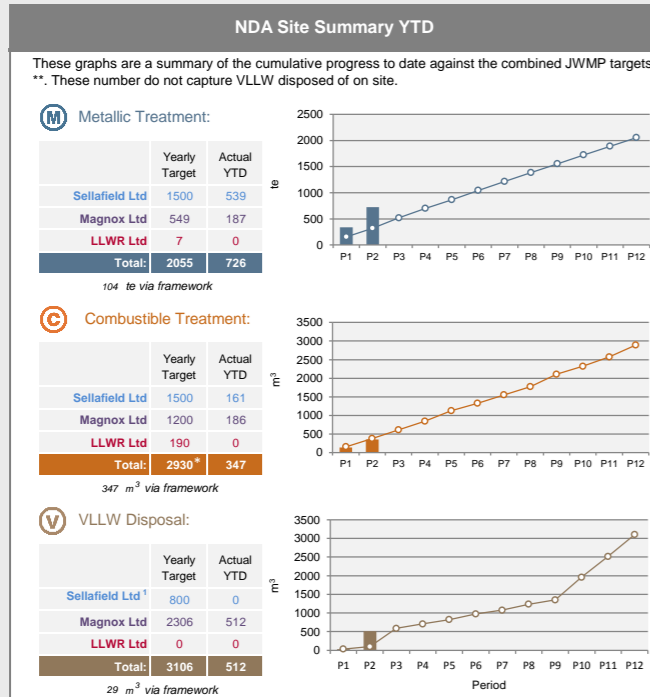 NDA Site Summary YTD
These graphs are a summary of the cumulative progress to date against the combined JWMP targets
**. These number do not capture VLLW disposed of on site.
M Metallic Treatment:
Yearly Target Actual YTD
Sellafield Ltd 1500 539
Magnox Ltd 549 187
LLWR Ltd 7 0
Total: 2055 726
104 te via framework
te
2500
2000
1500
1000
500
0
P1 P2 P3 P4 P5 P6 P7 P8 P9 P10 P11 P12
C Combustible Treatment:
Yearly Target Actual YTD
Sellafield Ltd 1500 161
Magnox Ltd 1200 186
LLWR Ltd 190 0
Total: 2930* 347
347 m³ via framework
m³
3500
3000
2500
2000
1500
1000
500
0
P1 P2 P3 P4 P5 P6 P7 P8 P9 P10 P11 P12
V VLLW Disposal:
Yearly Target Actual YTD
Sellafield Ltd ¹ 800 0
Magnox Ltd 2306 512
LLWR Ltd 0 0
Total: 3106 512
29 m³ via framework
m³
3500
3000
2500
2000
1500
1000
500
0
P1 P2 P3 P4 P5 P6 P7 P8 P9 P10 P11 P12
Period